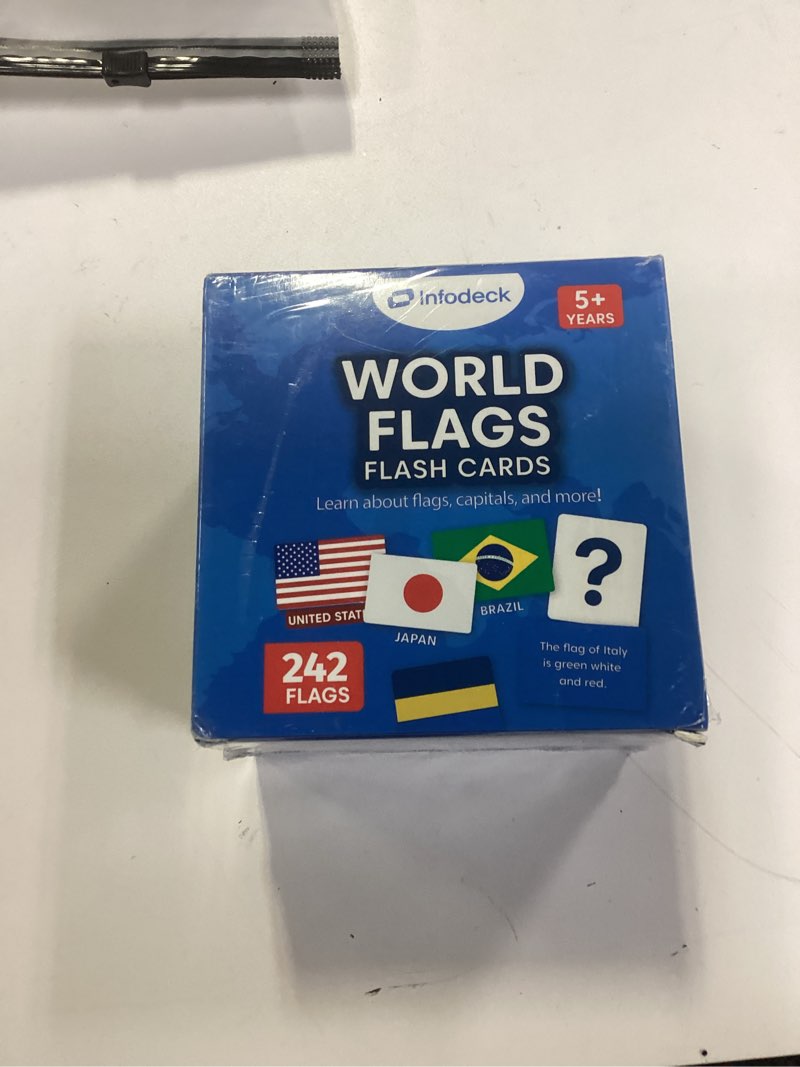 Infodeck
5+
YEARS
WORLD
FLAGS
FLASH CARDS
Learn about flags, capitals, and more!
?
UNITED STAT
JAPAN
BRAZIL
242
FLAGS
The flag of Italy
is green white
and red.